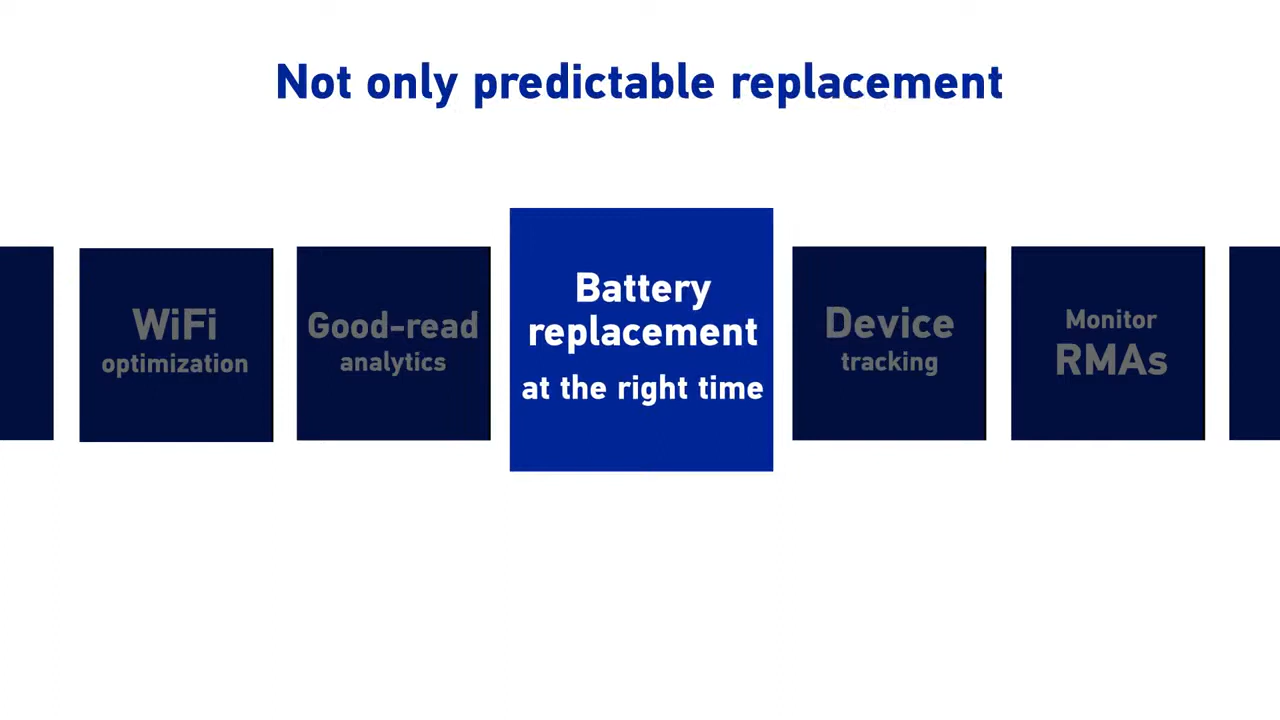 Not only predictable replacement
WiFi
optimization
Good-read
analytics
Battery
replacement
at the right time
Device
tracking
Monitor
RMAs